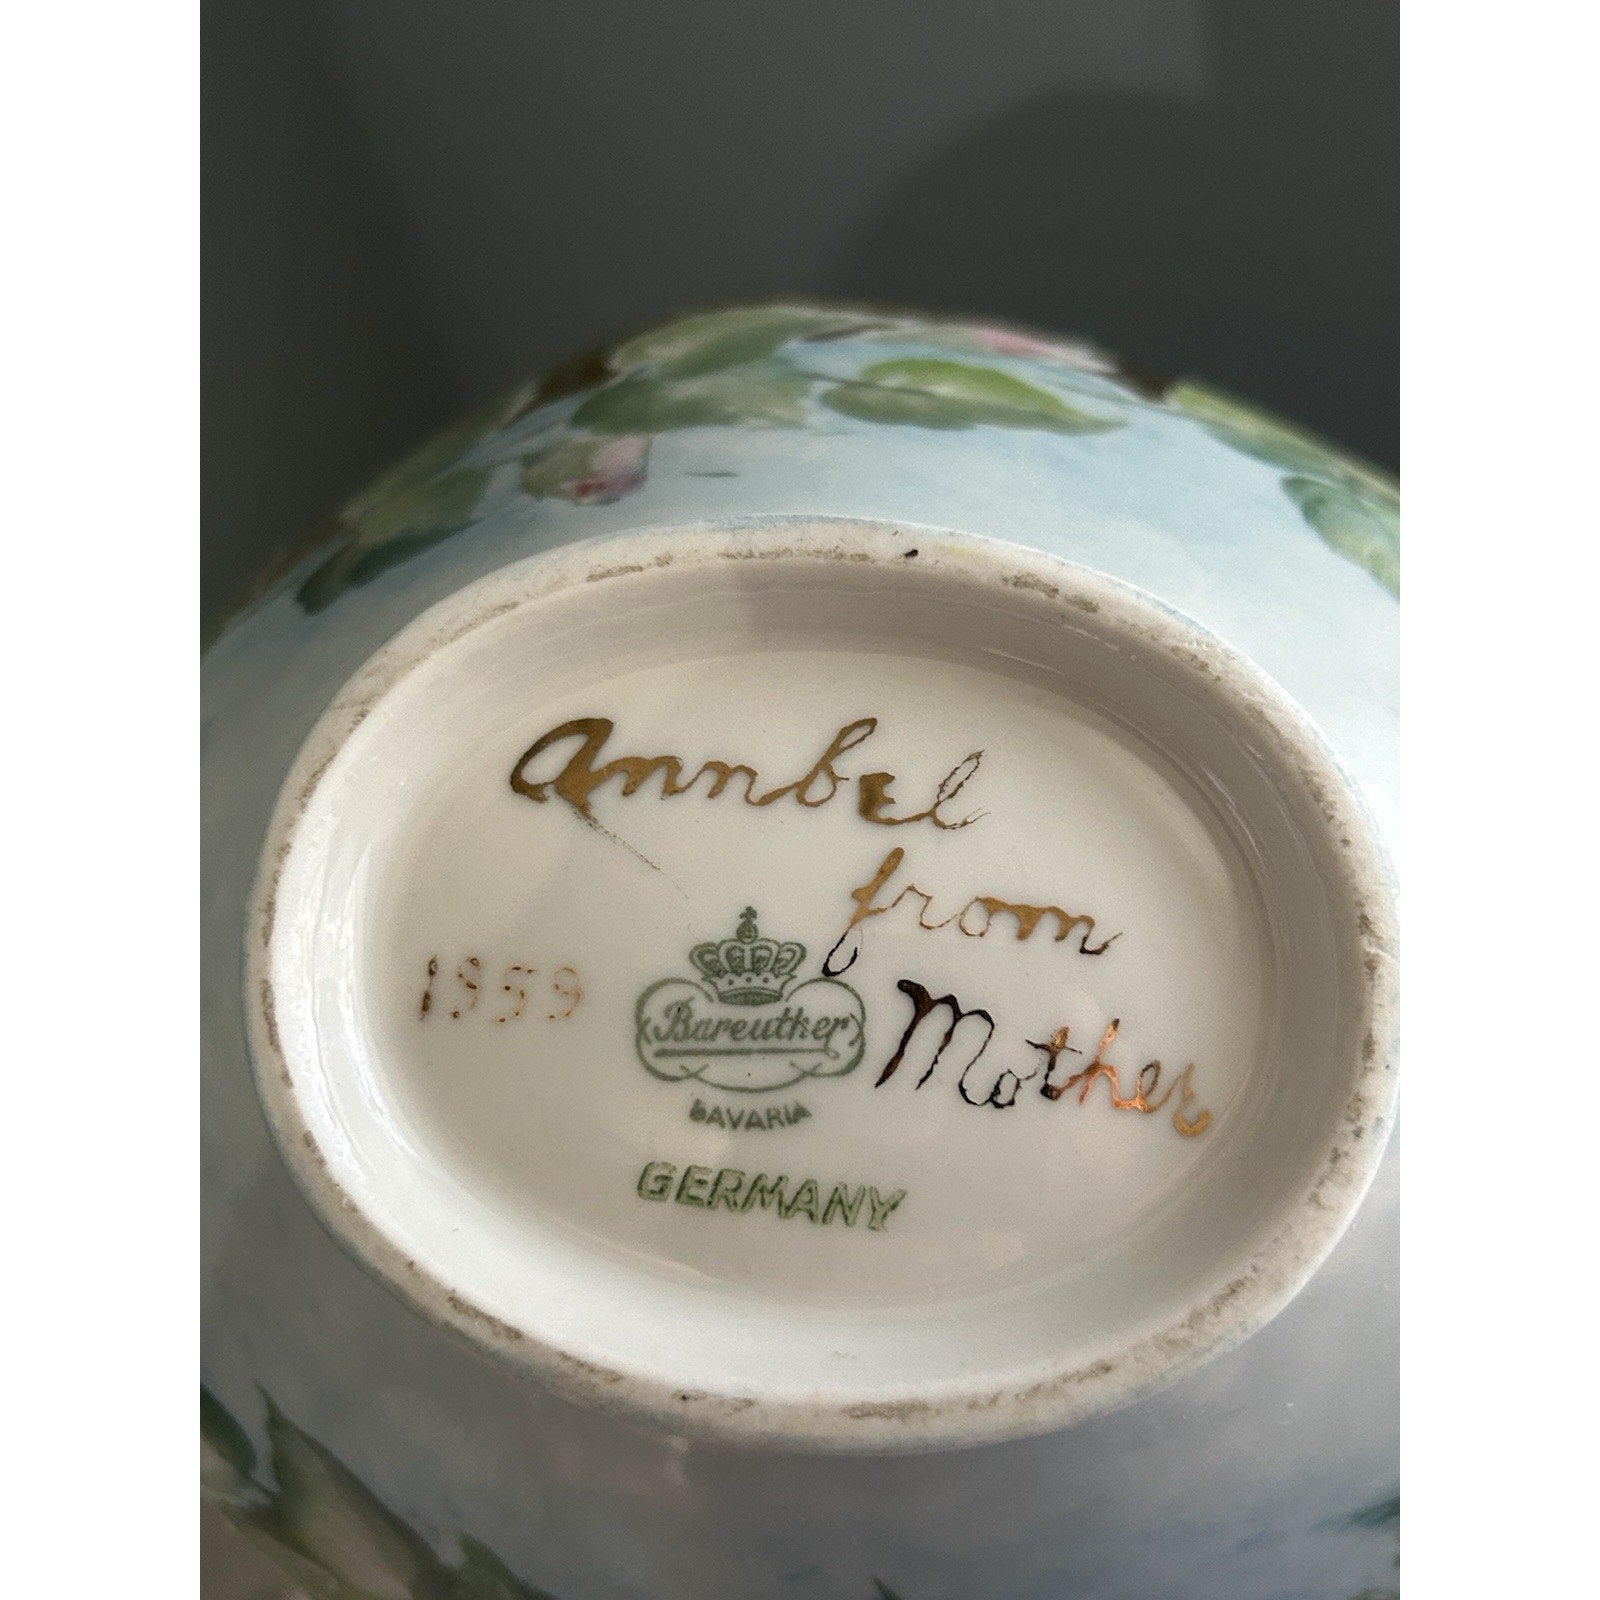 Annbel
from
Mother
1959
Bareuther
BAVARIA
GERMANY